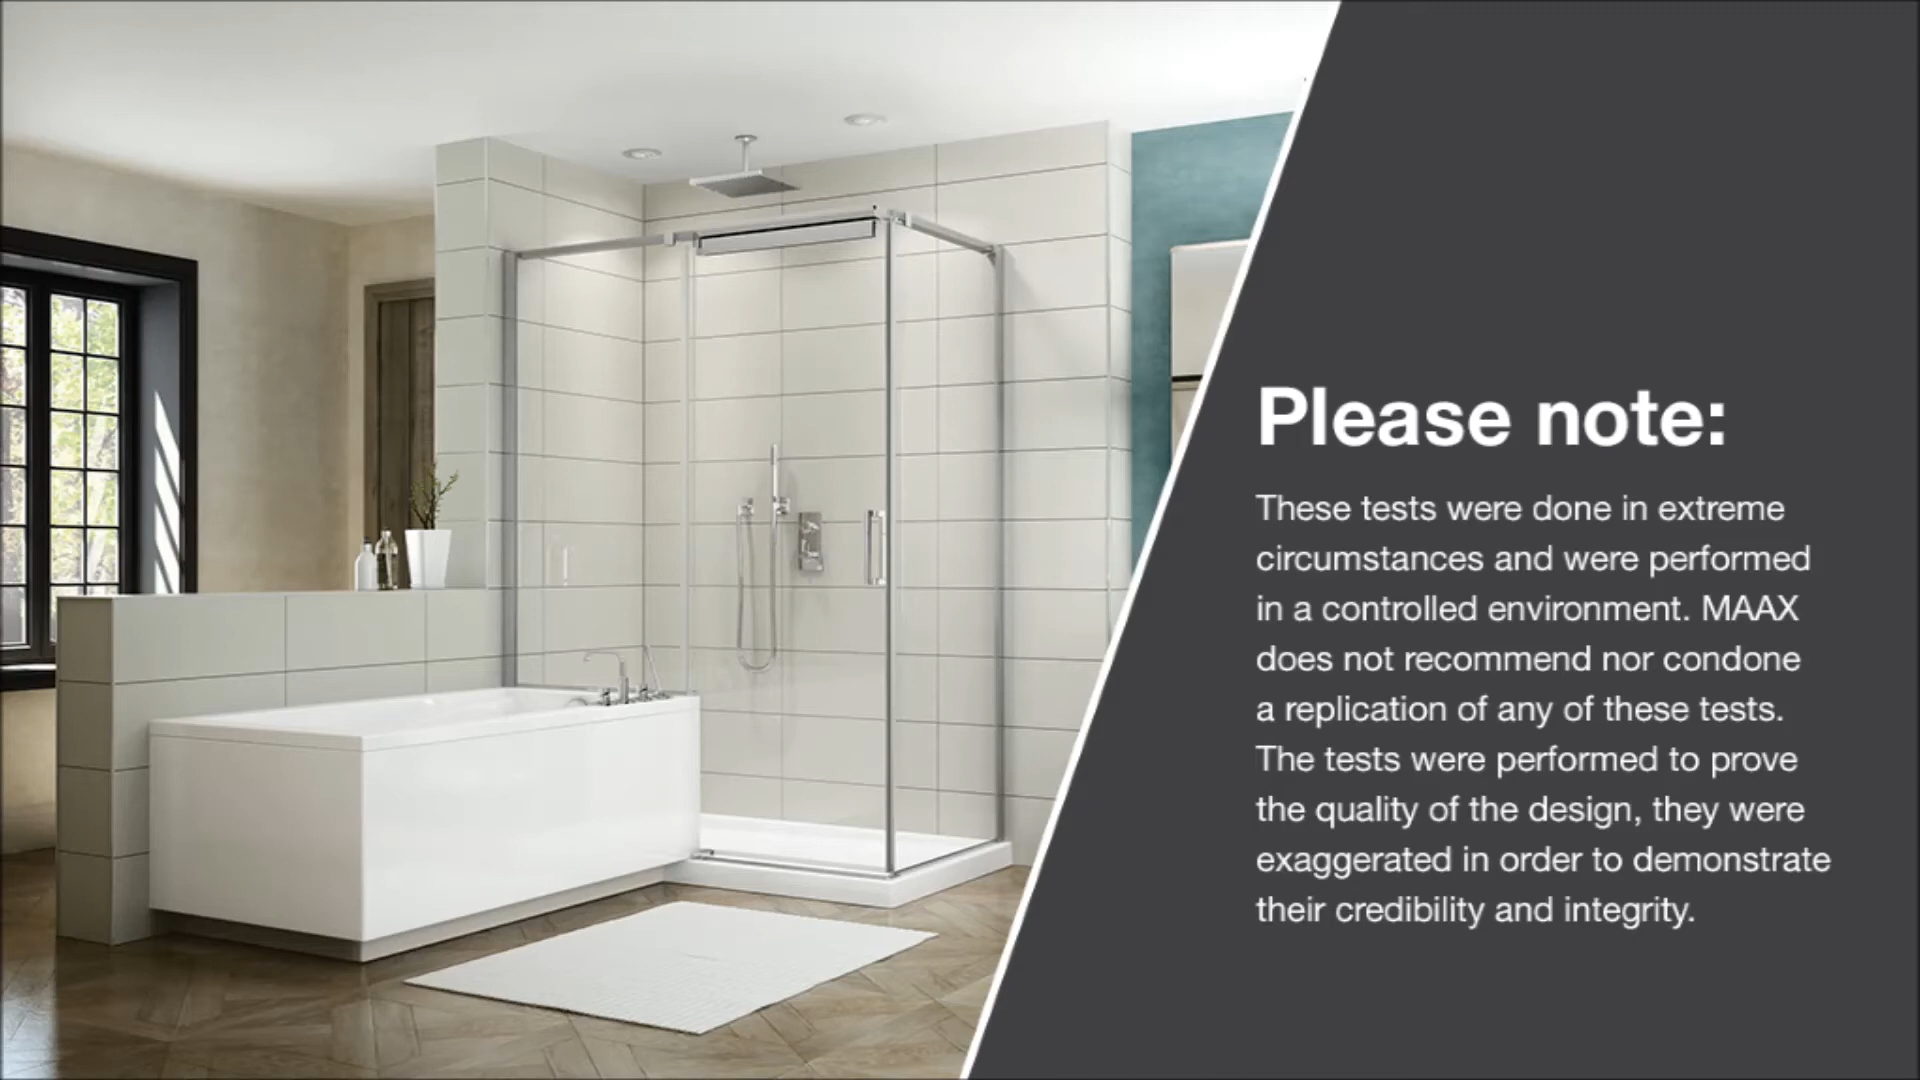 Please note:
These tests were done in extreme
circumstances and were performed
in a controlled environment. MAAX
does not recommend nor condone
a replication of any of these tests.
The tests were performed to prove
the quality of the design, they were
exaggerated in order to demonstrate
their credibility and integrity.